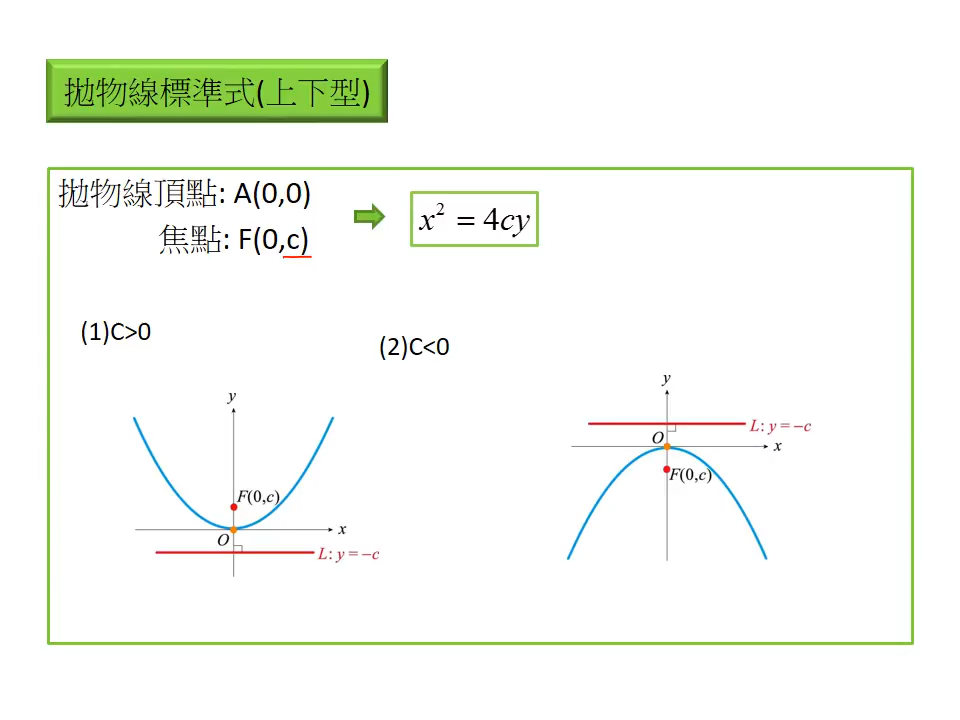 拋物線標準式(上下型)
拋物線頂點: A(0,0)
焦點: F(0,c)
x² = 4cy
(1)C>0
(2)C<0
y
F(0,c)
x
O
L: y = –c
y
L: y = –c
O
x
F(0,c)